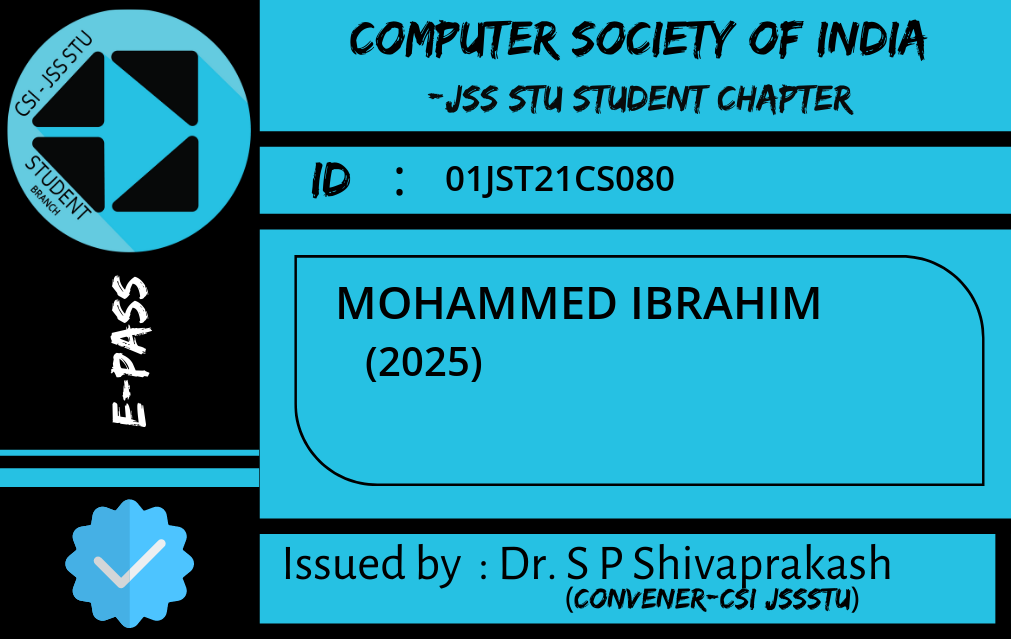 CSI - JSS STU
STUDENT
BRANCH
E-PASS
COMPUTER SOCIETY OF INDIA
-JSS STU STUDENT CHAPTER
ID : 01JST21CS080
MOHAMMED IBRAHIM
(2025)
Issued by : Dr. S P Shivaprakash
(CONVENER-CSI JSSSTU)